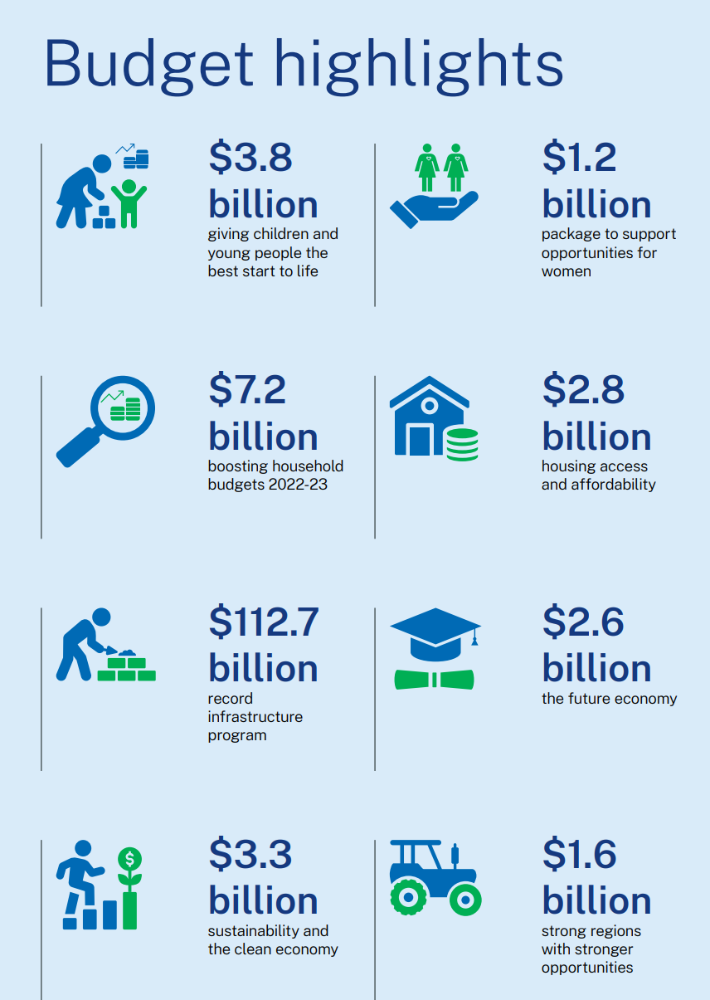 Budget highlights
$3.8
billion
giving children and
young people the
best start to life
$1.2
billion
package to support
opportunities for
women
$7.2
billion
boosting household
budgets 2022-23
$2.8
billion
housing access
and affordability
$112.7
billion
record
infrastructure
program
$2.6
billion
the future economy
$
$3.3
billion
sustainability and
the clean economy
$1.6
billion
strong regions
with stronger
opportunities